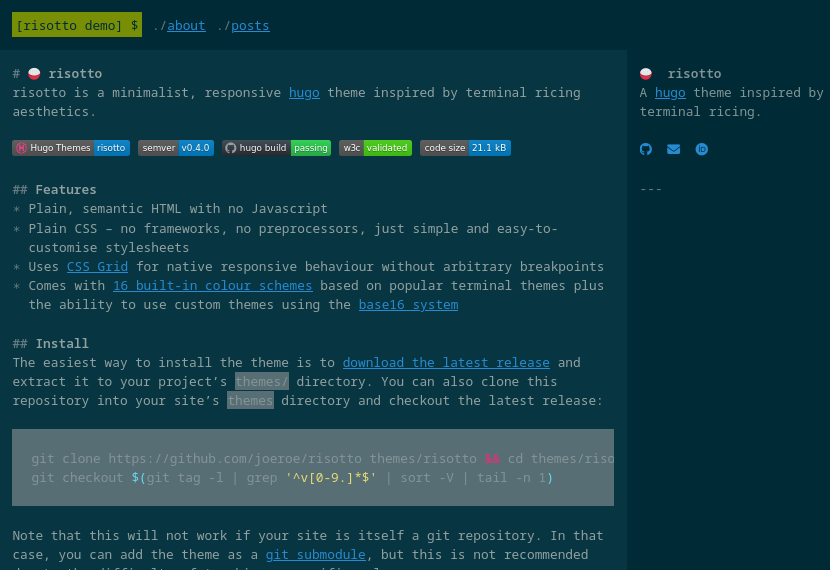 [risotto demo] $ ./about ./posts
# risotto
risotto is a minimalist, responsive hugo theme inspired by terminal ricing
aesthetics.
Hugo Themes risotto semver v0.4.0 hugo build passing w3c validated code size 21.1 kB
## Features
* Plain, semantic HTML with no Javascript
* Plain CSS – no frameworks, no preprocessors, just simple and easy-to-
customise stylesheets
* Uses CSS Grid for native responsive behaviour without arbitrary breakpoints
* Comes with 16 built-in colour schemes based on popular terminal themes plus
the ability to use custom themes using the base16 system
## Install
The easiest way to install the theme is to download the latest release and
extract it to your project’s themes/ directory. You can also clone this
repository into your site’s themes directory and checkout the latest release:
git clone https://github.com/joeroe/risotto themes/risotto && cd themes/riso
git checkout $(git tag -l | grep '^v[0-9.]*$' | sort -V | tail -n 1)
Note that this will not work if your site is itself a git repository. In that
case, you can add the theme as a git submodule, but this is not recommended
risotto
A hugo theme inspired by
terminal ricing.
iD
---